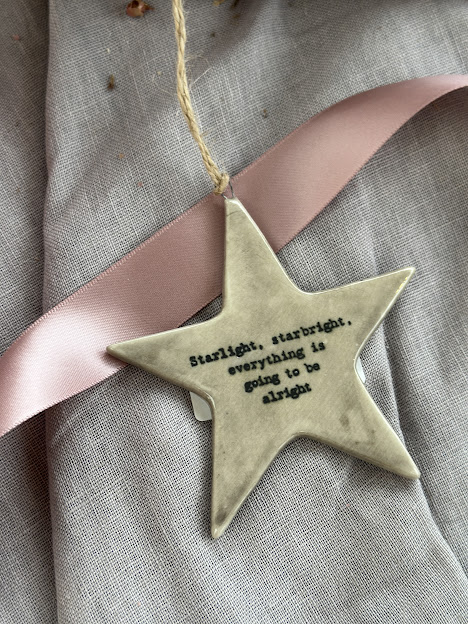 Starlight, starbright,
everything is
going to be
alright